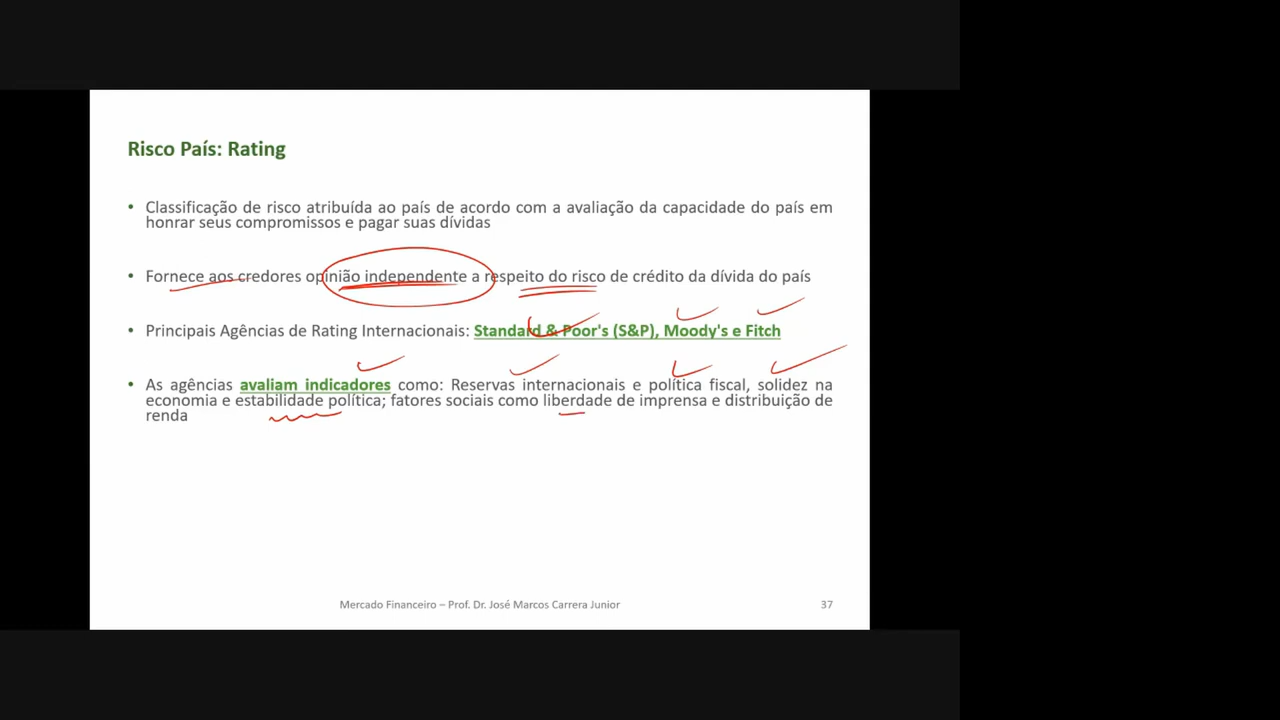 Risco País: Rating
• Classificação de risco atribuída ao país de acordo com a avaliação da capacidade do país em
honrar seus compromissos e pagar suas dívidas
• Fornece aos credores opinião independente a respeito do risco de crédito da dívida do país
• Principais Agências de Rating Internacionais: Standard & Poor's (S&P), Moody's e Fitch
• As agências avaliam indicadores como: Reservas internacionais e política fiscal, solidez na
economia e estabilidade política; fatores sociais como liberdade de imprensa e distribuição de
renda
Mercado Financeiro – Prof. Dr. José Marcos Carrera Junior 37